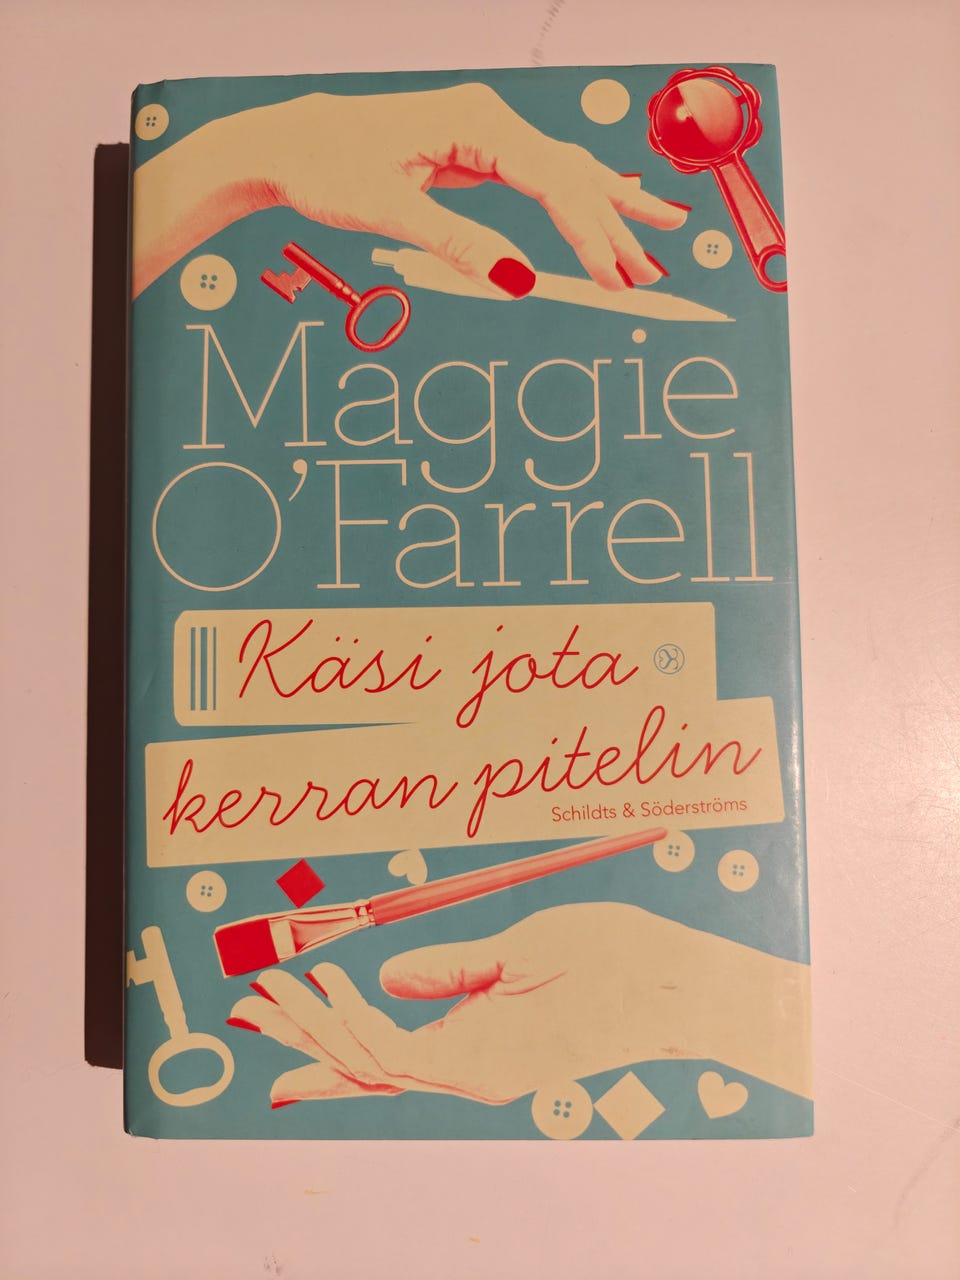 Maggie
O’Farrell
Käsi jota
kerran pitelin
Schildts & Söderströms